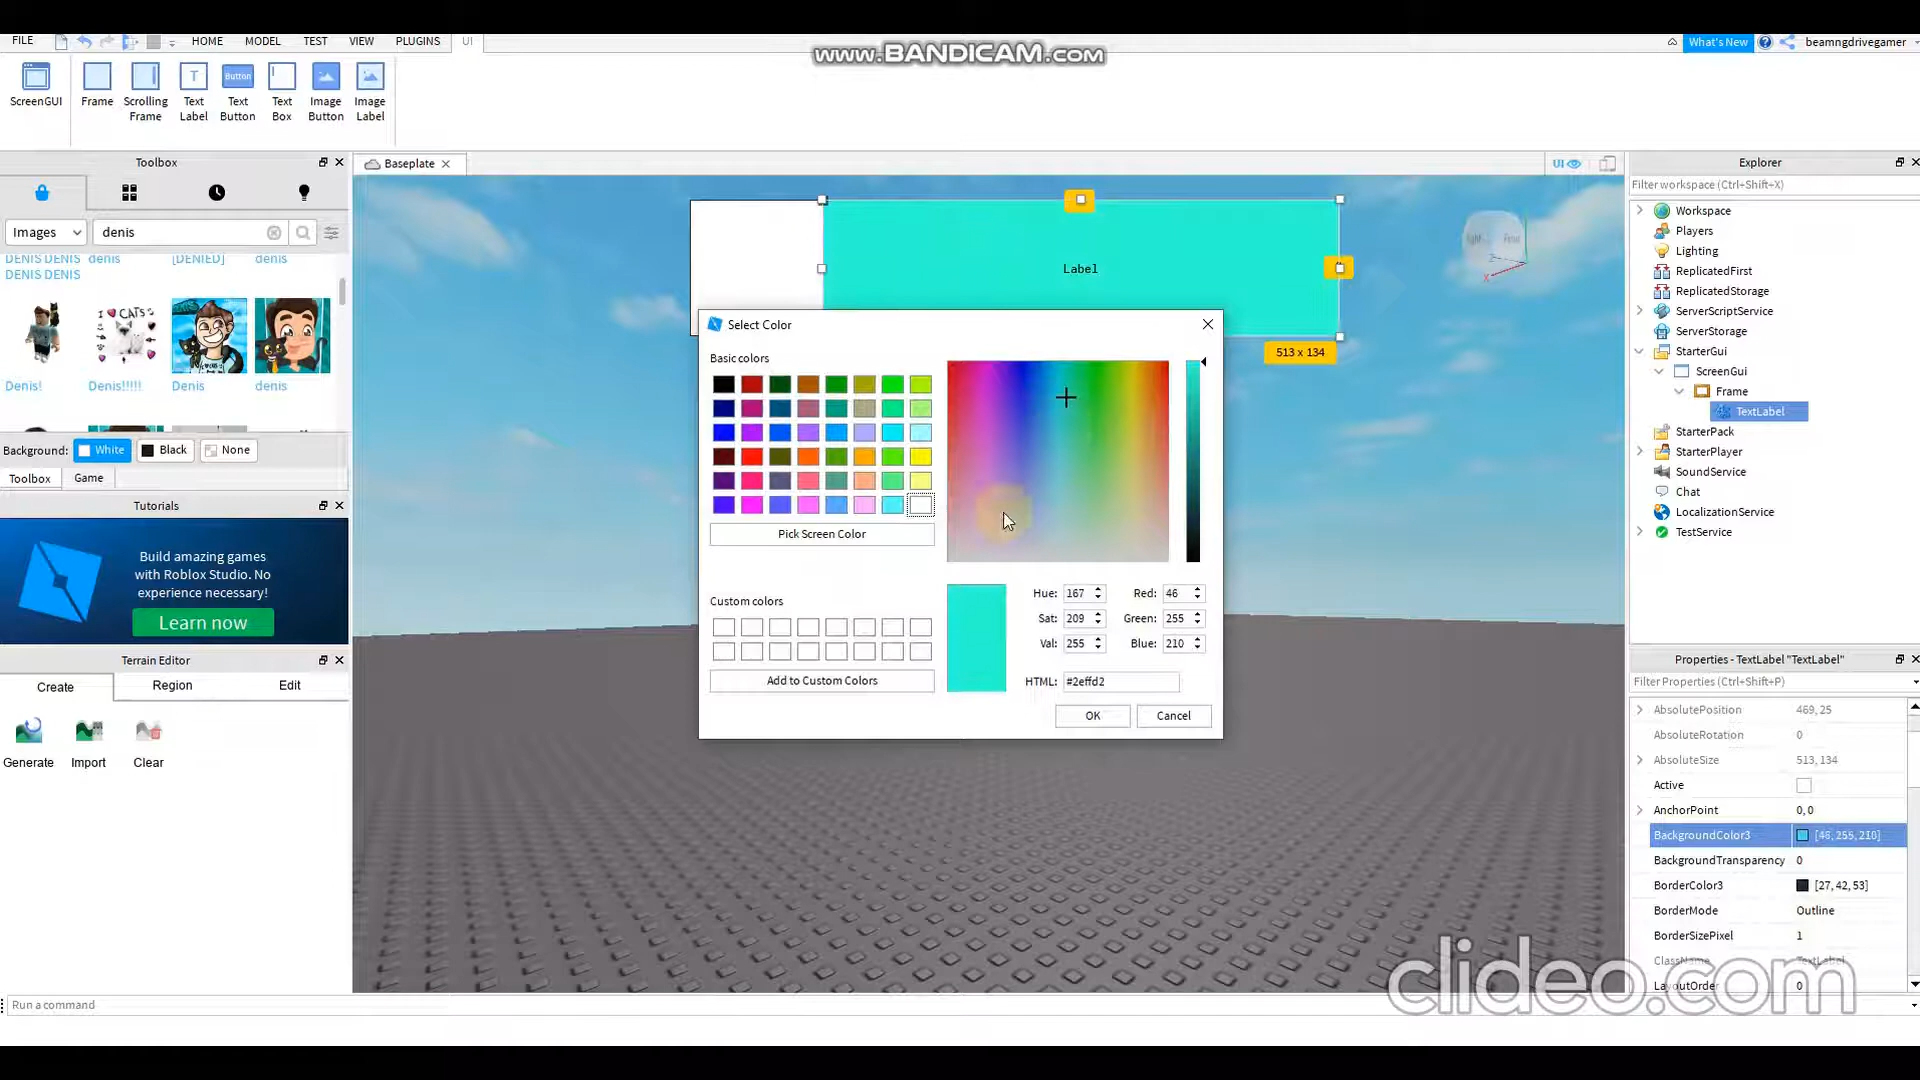 www.BANDICAM.com
FILE HOME MODEL TEST VIEW PLUGINS UI
What's New beamngdrivegamer
ScreenGUI
Frame
Scrolling Frame
Text Label
Text Button
Text Box
Image Button
Image Label
Button
Toolbox
Images denis
DENIS DENIS DENIS DENIS
denis
[DENIED]
denis
I CATS
Denis! Denis!!!!! Denis denis
Background: White Black None
Toolbox Game
Tutorials
Build amazing games
with Roblox Studio. No
experience necessary!
Learn now
Terrain Editor
Create Region Edit
Generate Import Clear
Run a command
Baseplate
UI
Label
513 x 134
Front
X
Z
Select Color
Basic colors
Pick Screen Color
Custom colors
Add to Custom Colors
Hue: 167 Red: 46
Sat: 209 Green: 255
Val: 255 Blue: 210
HTML: #2effd2
OK Cancel
Explorer
Filter workspace (Ctrl+Shift+X)
Workspace
Players
Lighting
ReplicatedFirst
ReplicatedStorage
ServerScriptService
ServerStorage
StarterGui
ScreenGui
Frame
TextLabel
StarterPack
StarterPlayer
SoundService
Chat
LocalizationService
TestService
Properties - TextLabel "TextLabel"
Filter Properties (Ctrl+Shift+P)
AbsolutePosition 469, 25
AbsoluteRotation 0
AbsoluteSize 513, 134
Active
AnchorPoint 0, 0
BackgroundColor3 [46, 255, 210]
BackgroundTransparency 0
BorderColor3 [27, 42, 53]
BorderMode Outline
BorderSizePixel 1
ClassName TextLabel
LayoutOrder 0
clideo.com